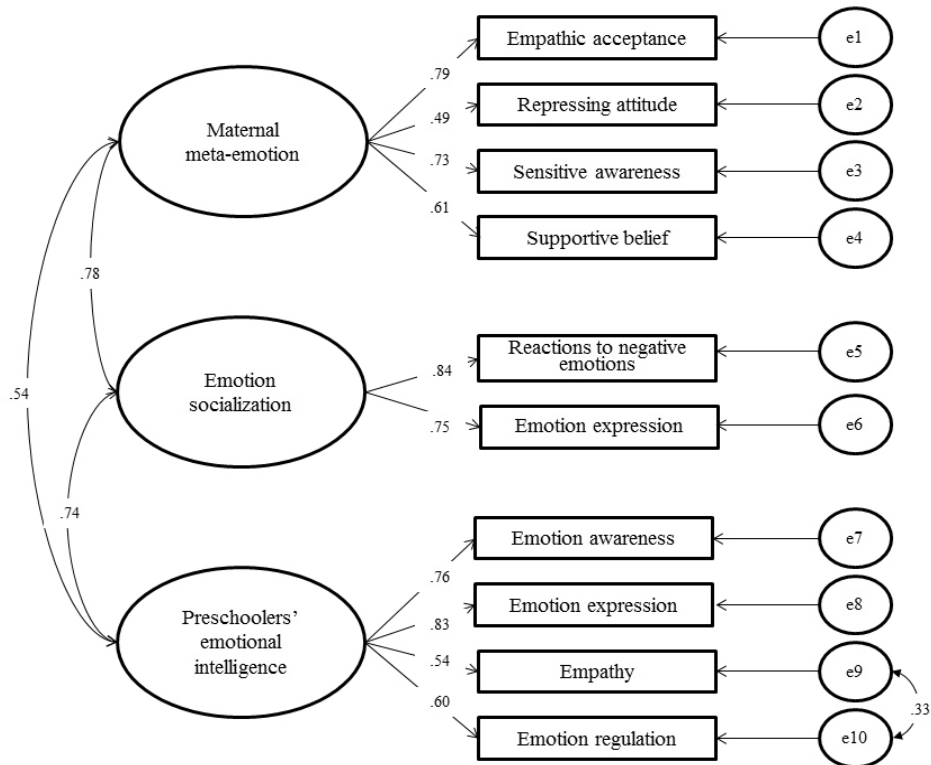 Empathic acceptance
e1
.79
Repressing attitude
e2
Maternal
meta-emotion
.49
.73
Sensitive awareness
e3
.61
Supportive belief
e4
.78
Reactions to negative
emotions
e5
.84
Emotion
socialization
.54
.75
Emotion expression
e6
.74
Emotion awareness
e7
.76
Preschoolers'
emotional
intelligence
Emotion expression
e8
.83
.54
Empathy
e9
.60
.33
Emotion regulation
e10